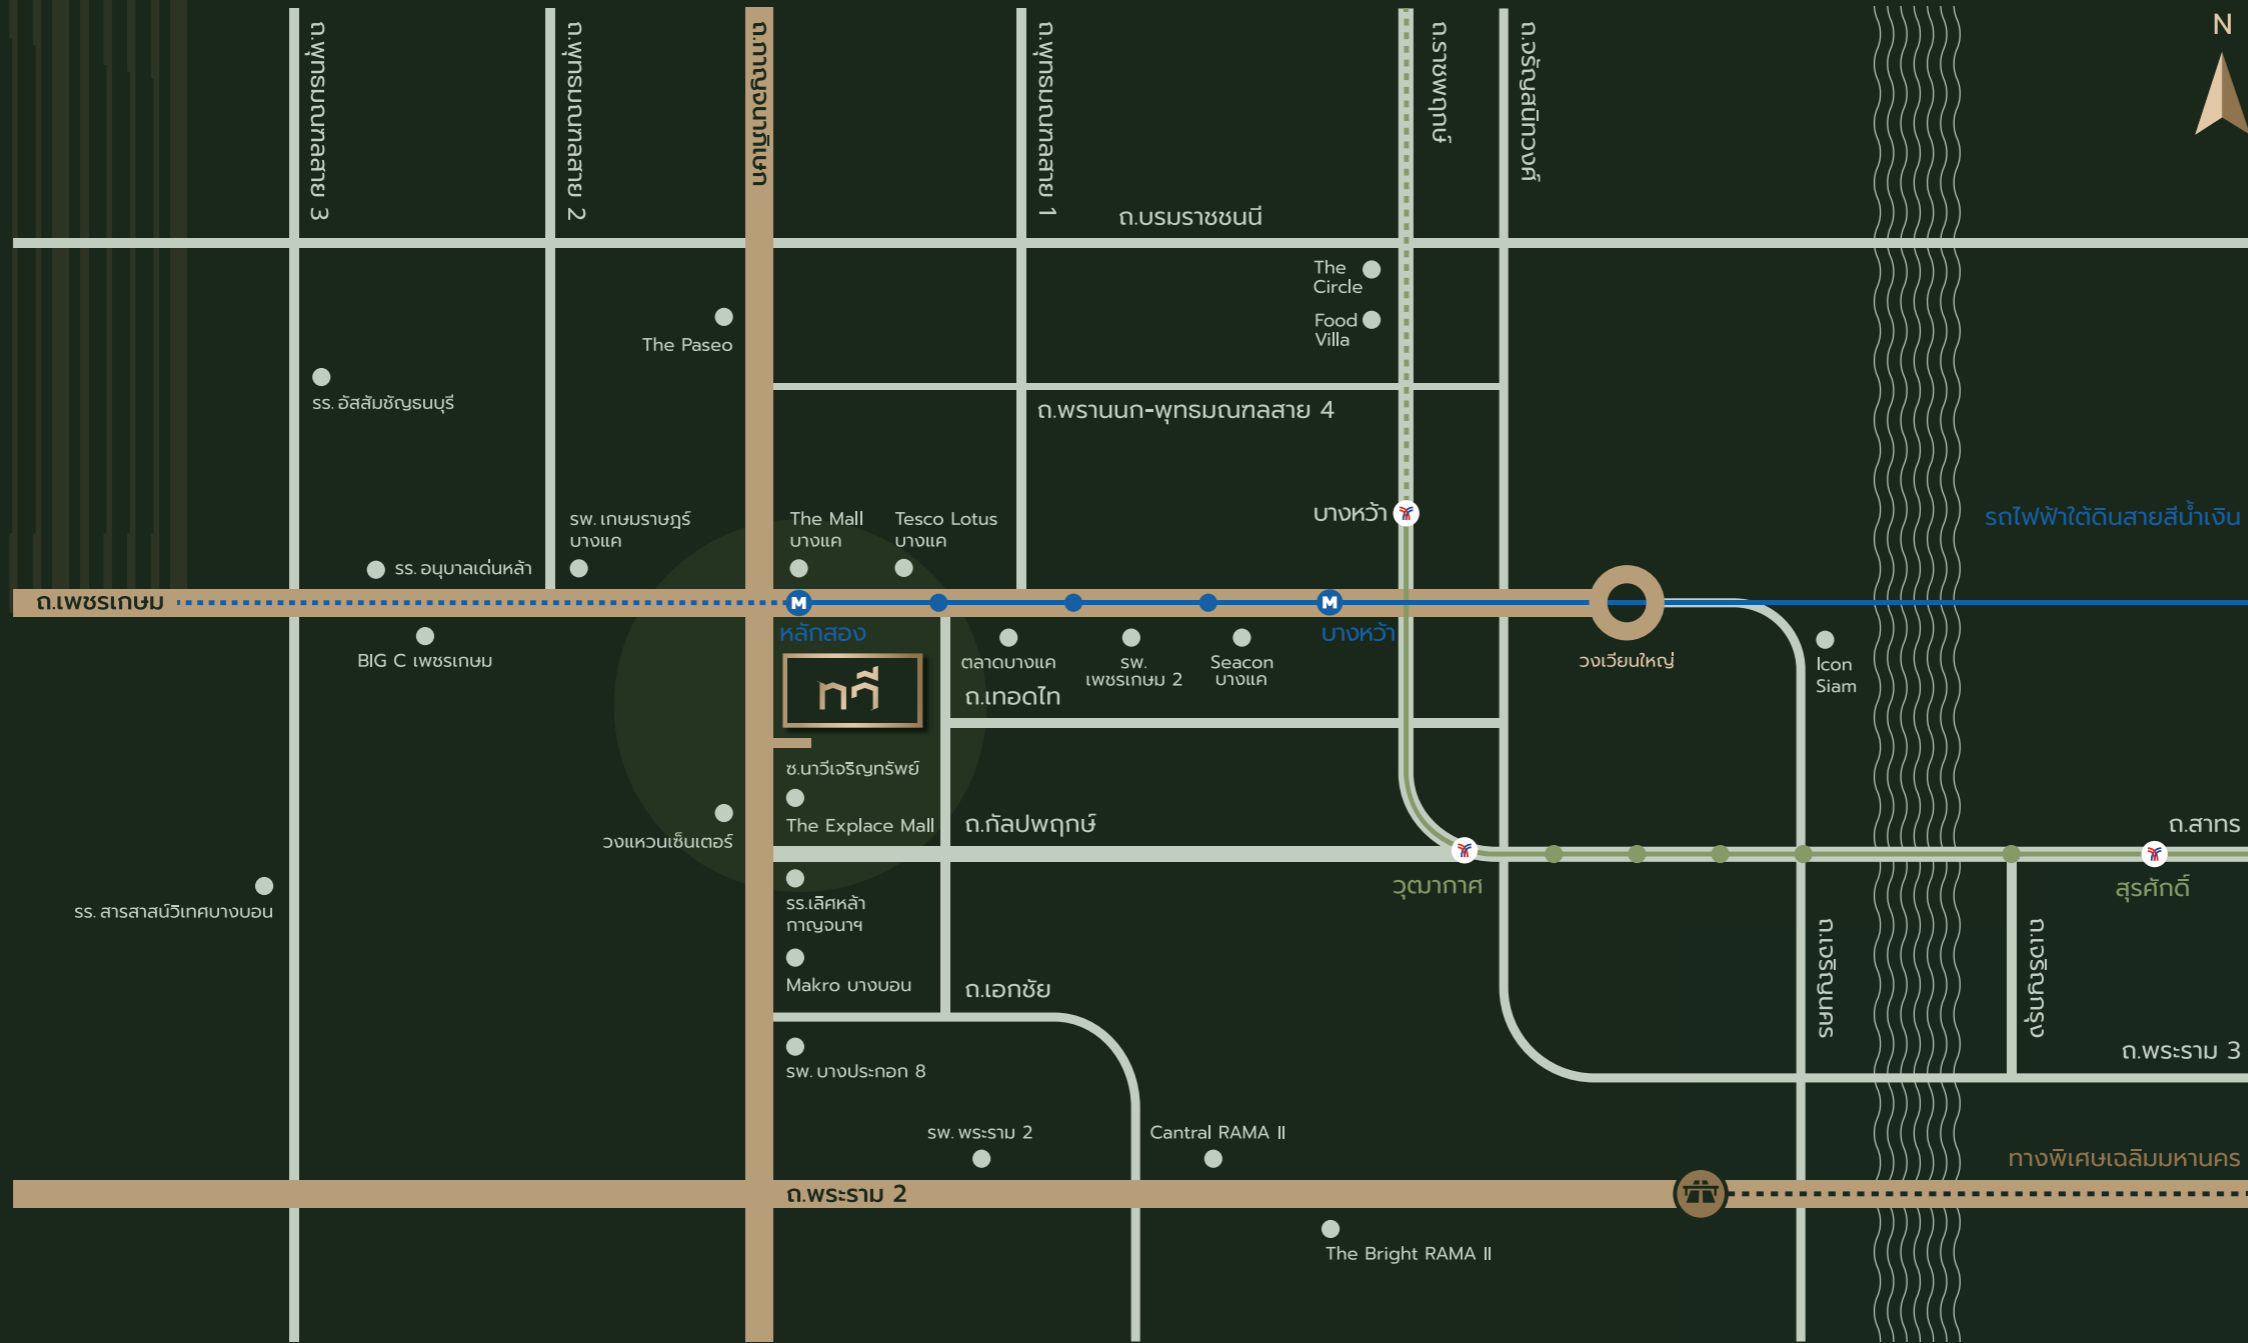 N
ถ.พุทธมณฑลสาย 3
ถ.พุทธมณฑลสาย 2
ถ.กาญจนาภิเษก
ถ.พุทธมณฑลสาย 1
ถ.ราชพฤกษ์
ถ.จรัญสนิทวงศ์
ถ.บรมราชชนนี
The
Circle
Food
Villa
The Paseo
รร. อัสสัมชัญธนบุรี
ถ.พรานนก-พุทธมณฑลสาย 4
รพ. เกษมราษฎร์
บางแค
The Mall
บางแค
Tesco Lotus
บางแค
บางหว้า
รถไฟฟ้าใต้ดินสายสีน้ำเงิน
รร. อนุบาลเด่นหล้า
ถ.เพชรเกษม
M
M
หลักสอง
บางหว้า
BIG C เพชรเกษม
ตลาดบางแค
รพ.
เพชรเกษม 2
Seacon
บางแค
วงเวียนใหญ่
Icon
Siam
ถ.เทอดไท
ซ.นาวีเจริญทรัพย์
The Explace Mall
วงแหวนเซ็นเตอร์
ถ.กัลปพฤกษ์
ถ.สาทร
วุฒากาศ
สุรศักดิ์
รร. สารสาสน์วิเทศบางบอน
รร.เลิศหล้า
กาญจนาฯ
Makro บางบอน
ถ.เอกชัย
ถ.เจริญนคร
ถ.เจริญกรุง
ถ.พระราม 3
รพ. บางประกอก 8
รพ. พระราม 2
Cantral RAMA II
ทางพิเศษเฉลิมมหานคร
ถ.พระราม 2
The Bright RAMA II